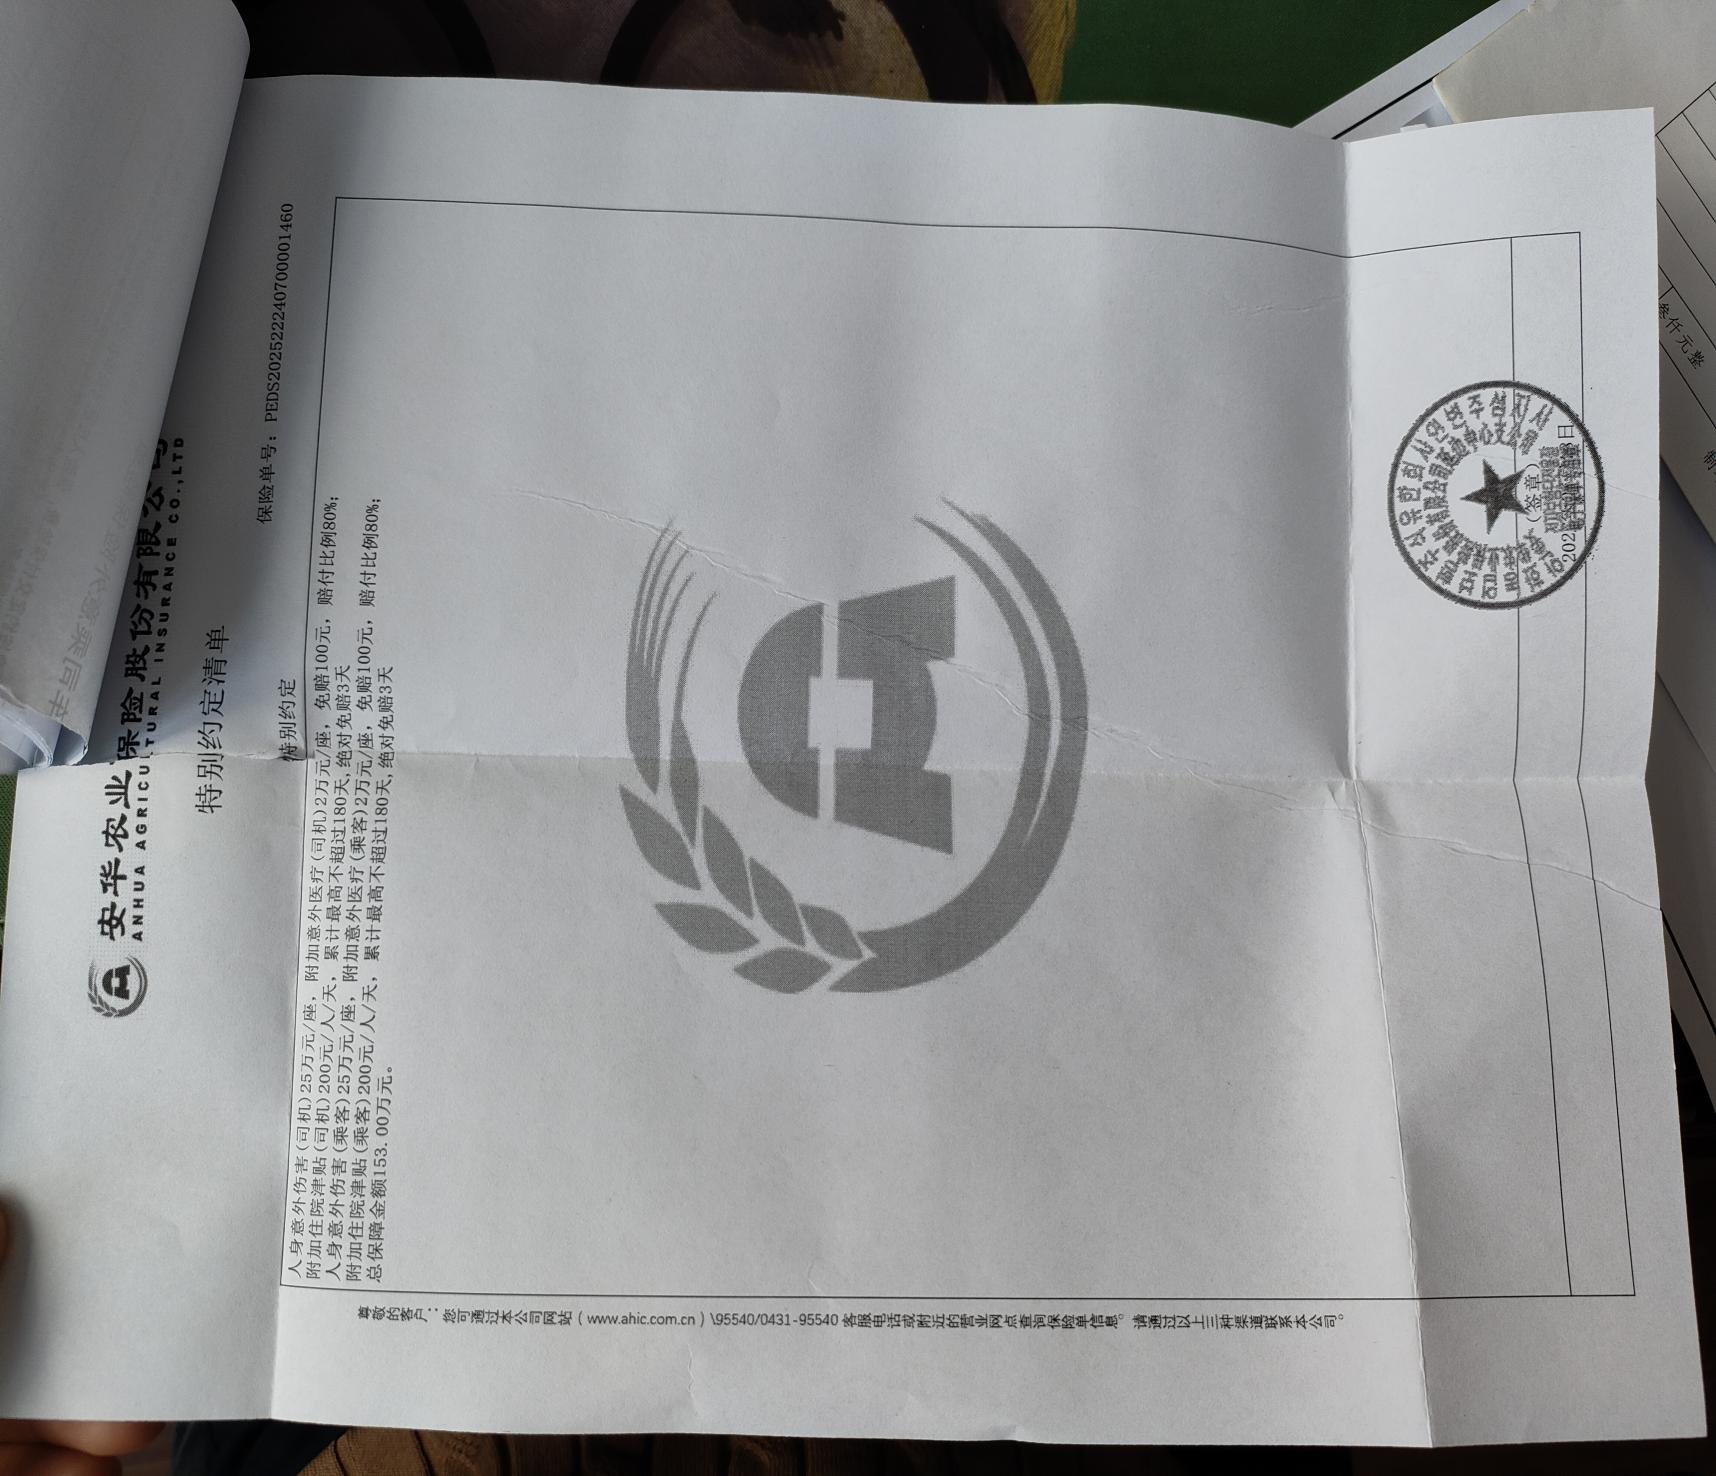 安华农业保险股份有限公司
ANHUA AGRICULTURAL INSURANCE CO.,LTD
特别约定清单
保险单号：PEDS202522240700001460
特别约定
人身意外伤害(司机)25万元/座，附加意外医疗(司机)2万元/座，免赔100元，赔付比例80%；
附加住院津贴(司机)200元/人/天，累计最高不超过180天,绝对免赔3天
人身意外伤害(乘客)25万元/座，附加意外医疗(乘客)2万元/座，免赔100元，赔付比例80%；
附加住院津贴(乘客)200元/人/天，累计最高不超过180天,绝对免赔3天
总保障金额153.00万元。
(签章)
尊敬的客户：您可通过本公司网站（www.ahic.com.cn）\95540/0431-95540 客服电话或附近的营业网点查询保险单信息。请通过以上三种渠道联系本公司。
叁仟元整
制